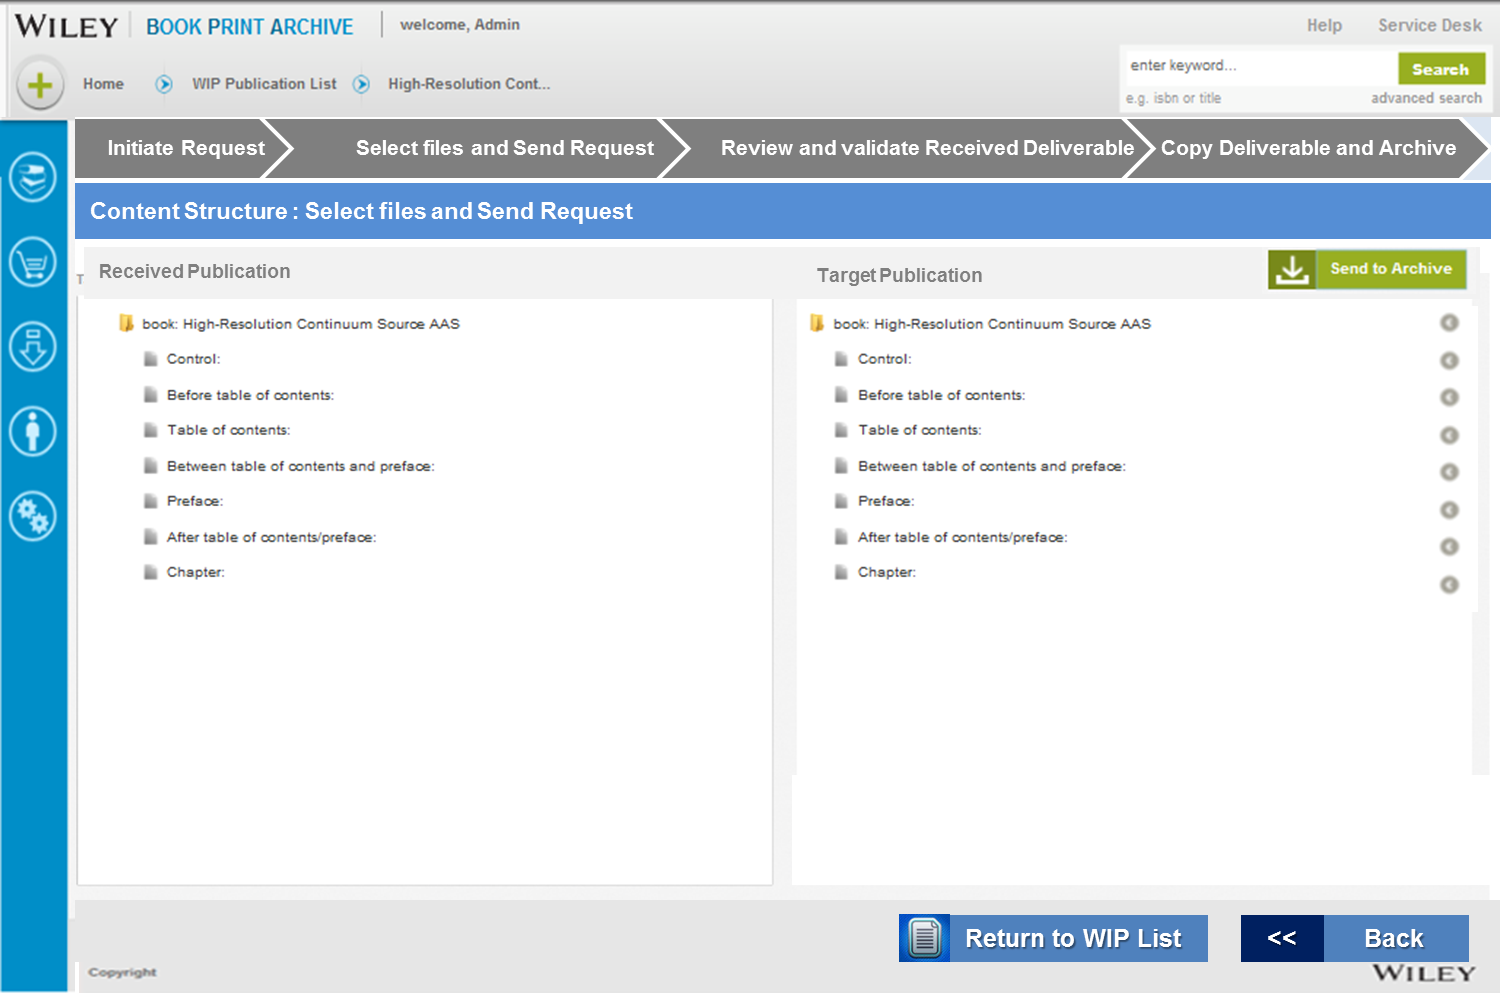 WILEY BOOK PRINT ARCHIVE welcome, Admin Help Service Desk
Home WIP Publication List High-Resolution Cont...
enter keyword... Search
e.g. isbn or title advanced search
Initiate Request Select files and Send Request Review and validate Received Deliverable Copy Deliverable and Archive
Content Structure : Select files and Send Request
T
Received Publication
Target Publication
Send to Archive
book: High-Resolution Continuum Source AAS
Control:
Before table of contents:
Table of contents:
Between table of contents and preface:
Preface:
After table of contents/preface:
Chapter:
book: High-Resolution Continuum Source AAS
Control:
Before table of contents:
Table of contents:
Between table of contents and preface:
Preface:
After table of contents/preface:
Chapter:
Return to WIP List << Back
Copyright WILEY